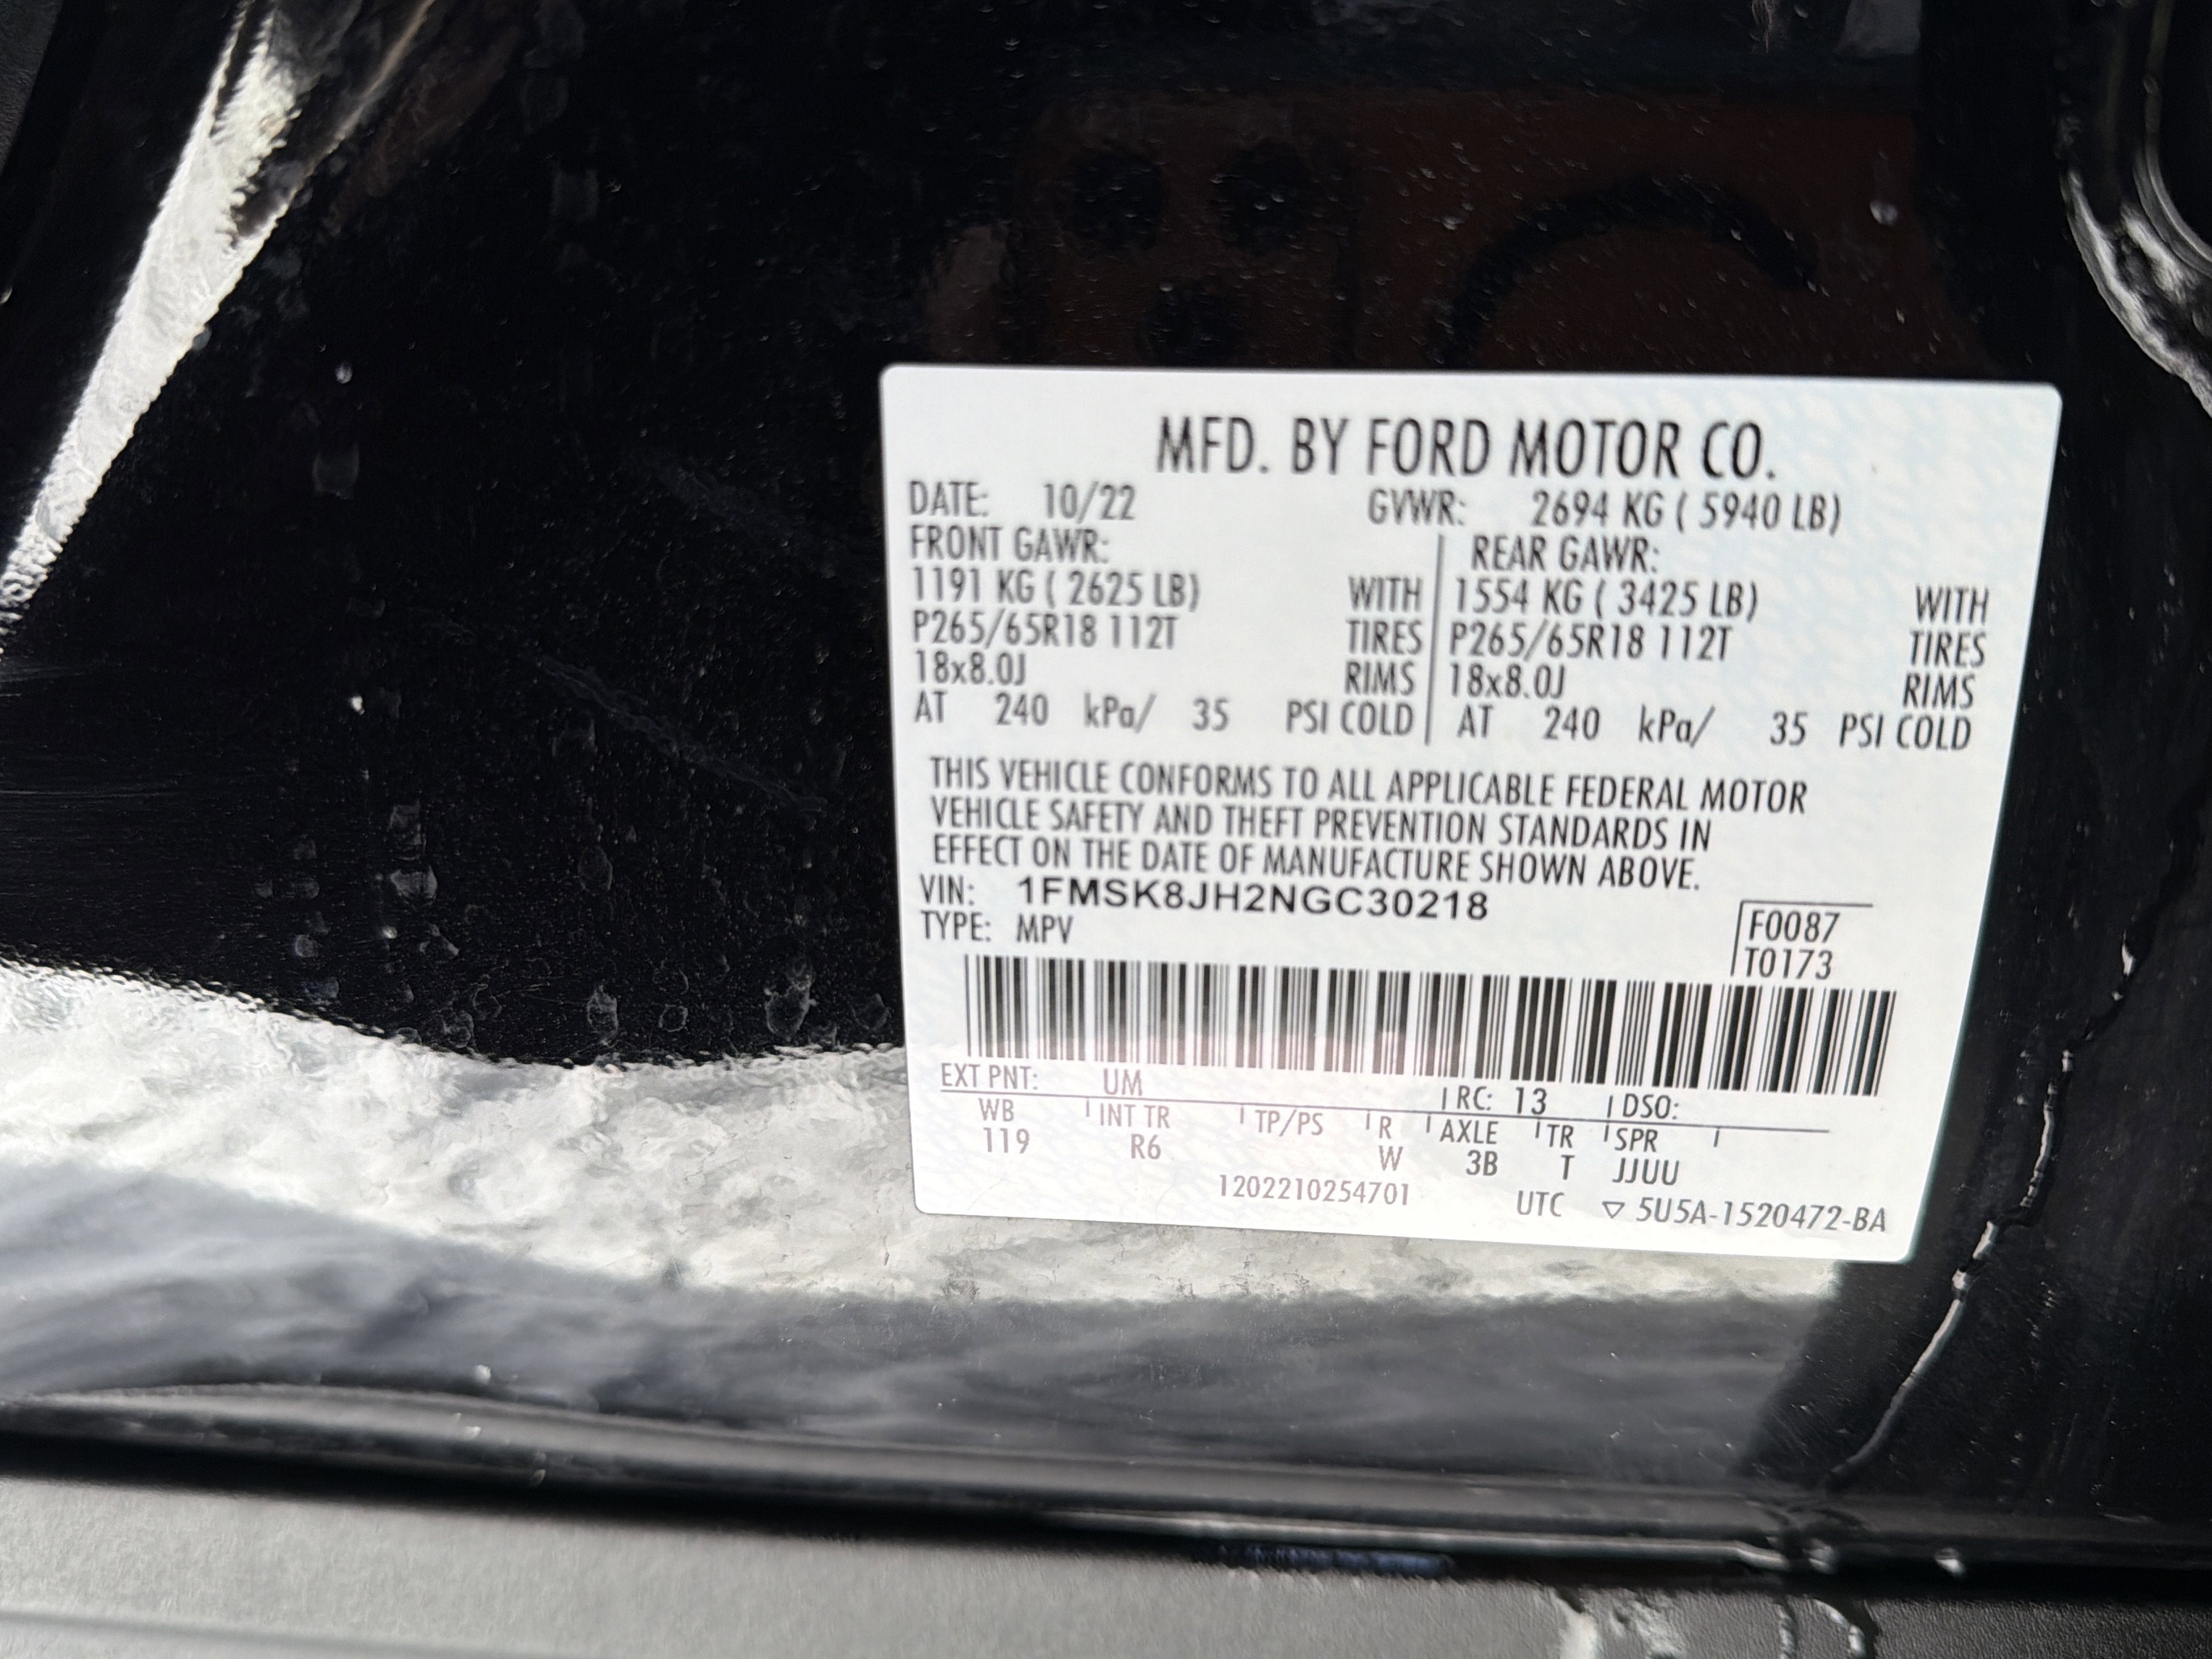 MFD. BY FORD MOTOR CO.
DATE: 10/22 GVWR: 2694 KG ( 5940 LB)
FRONT GAWR: REAR GAWR:
1191 KG ( 2625 LB) WITH 1554 KG ( 3425 LB) WITH
P265/65R18 112T TIRES P265/65R18 112T TIRES
18x8.0J RIMS 18x8.0J RIMS
AT 240 kPa/ 35 PSI COLD AT 240 kPa/ 35 PSI COLD
THIS VEHICLE CONFORMS TO ALL APPLICABLE FEDERAL MOTOR
VEHICLE SAFETY AND THEFT PREVENTION STANDARDS IN
EFFECT ON THE DATE OF MANUFACTURE SHOWN ABOVE.
VIN: 1FMSK8JH2NGC30218
TYPE: MPV
F0087
T0173
EXT PNT: UM RC: 13 DSO:
WB INT TR TP/PS R AXLE TR SPR
119 R6 W 3B T JJUU
1202210254701 UTC ▽ 5U5A-1520472-BA